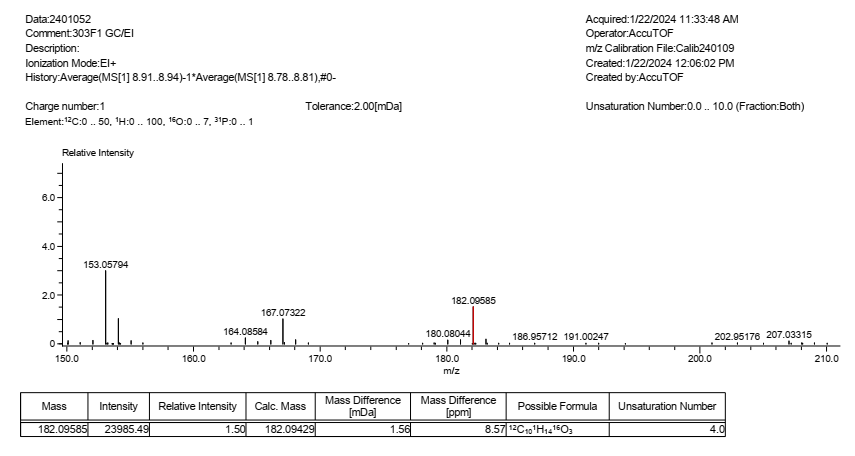 Data:2401052
Acquired:1/22/2024 11:33:48 AM
Comment:303F1 GC/EI
Operator:AccuTOF
Description:
m/z Calibration File:Calib240109
Ionization Mode:EI+
Created:1/22/2024 12:06:02 PM
History:Average(MS[1] 8.91..8.94)-1*Average(MS[1] 8.78..8.81),#0-
Created by:AccuTOF
Charge number:1 Tolerance:2.00[mDa] Unsaturation Number:0.0 .. 10.0 (Fraction:Both)
Element:¹²C:0 .. 50, ¹H:0 .. 100, ¹⁶O:0 .. 7, ³¹P:0 .. 1
Relative Intensity
6.0
4.0
153.05794
2.0
182.09585
167.07322
164.08584
180.08044
186.95712
191.00247
202.95176
207.03315
0
150.0 160.0 170.0 180.0 190.0 200.0 210.0
m/z
Mass Intensity Relative Intensity Calc. Mass Mass Difference [mDa] Mass Difference [ppm] Possible Formula Unsaturation Number
182.09585 23985.49 1.50 182.09429 1.56 8.57 ¹²C₁₀¹H₁₄¹⁶O₃ 4.0